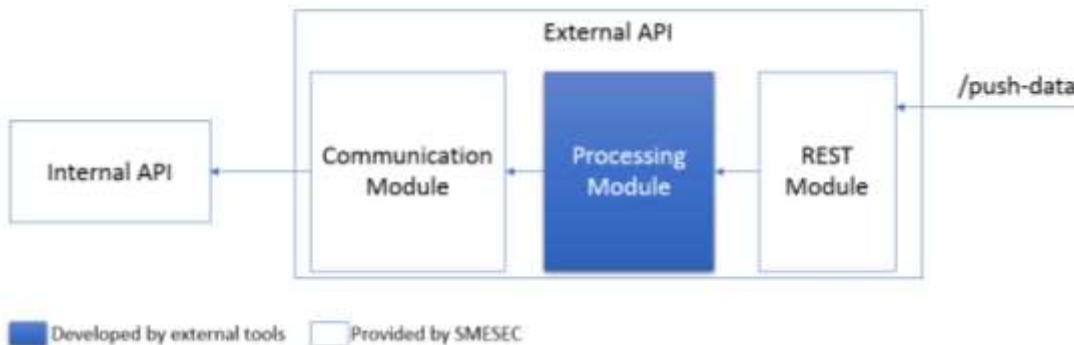 External API
/push-data
Internal API
Communication
Module
Processing
Module
REST
Module
Developed by external tools
Provided by SMESEC